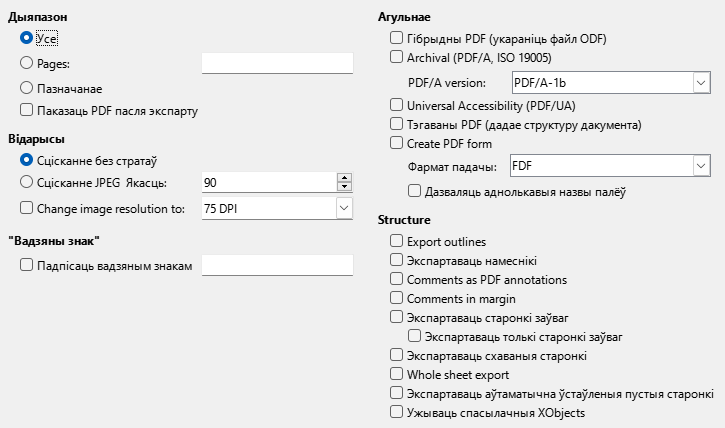 Дыяпазон
Усе
Pages:
Пазначанае
Паказаць PDF пасля экспарту
Відарысы
Сцісканне без стратаў
Сцісканне JPEG Якасць: 90
Change image resolution to: 75 DPI
"Вадзяны знак"
Падпісаць вадзяным знакам
Агульнае
Гібрыдны PDF (укараніць файл ODF)
Archival (PDF/A, ISO 19005)
PDF/A version: PDF/A-1b
Universal Accessibility (PDF/UA)
Тэгаваны PDF (дадае структуру дакумента)
Create PDF form
Фармат падачы: FDF
Дазваляць аднолькавыя назвы палёў
Structure
Export outlines
Экспартаваць намеснікі
Comments as PDF annotations
Comments in margin
Экспартаваць старонкі заўваг
Экспартаваць толькі старонкі заўваг
Экспартаваць схаваныя старонкі
Whole sheet export
Экспартаваць аўтаматычна ўстаўленыя пустыя старонкі
Ужываць спасылачныя XObjects